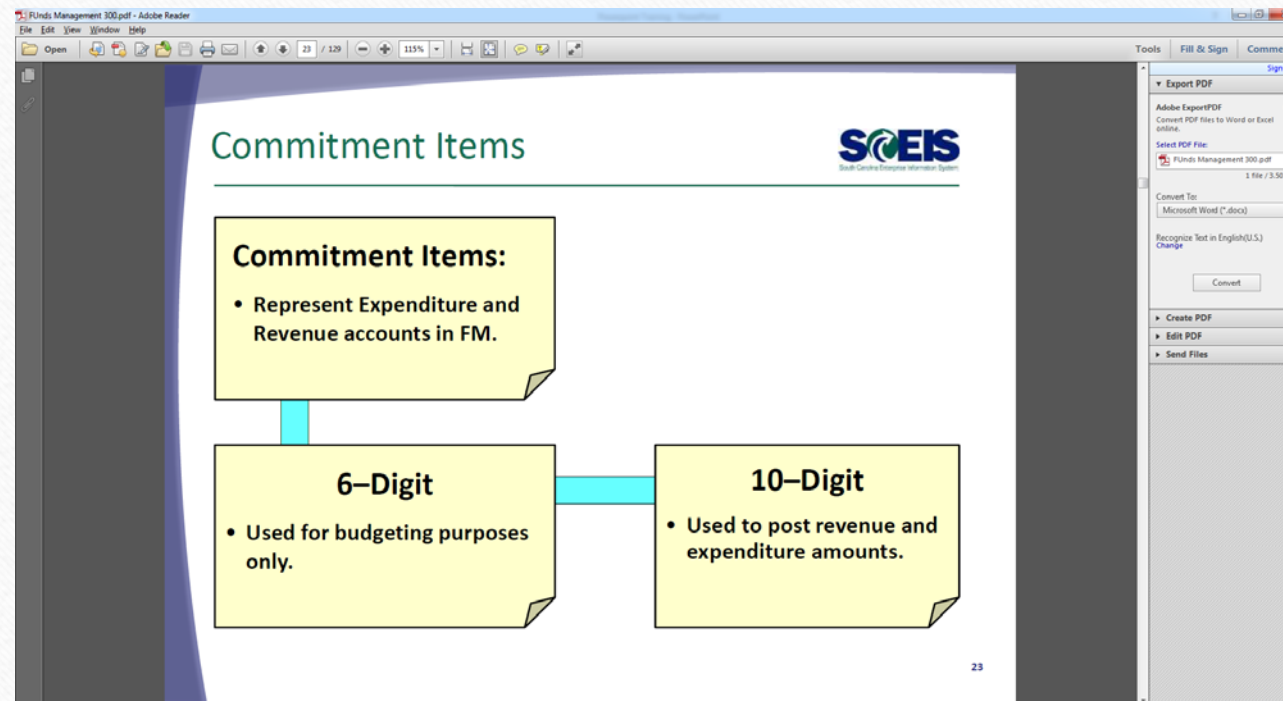 FUnds Management 300.pdf - Adobe Reader
File Edit View Window Help
Open 23 / 129 115% Tools Fill & Sign Comme
Sign
Export PDF
Adobe ExportPDF
Convert PDF files to Word or Excel
online.
Select PDF File:
FUnds Management 300.pdf
1 file / 3.50
Convert To:
Microsoft Word (*.docx)
Recognize Text in English(U.S.)
Change
Convert
Create PDF
Edit PDF
Send Files
Commitment Items
SCEIS
South Carolina Enterprise Information System
Commitment Items:
• Represent Expenditure and
Revenue accounts in FM.
6–Digit
• Used for budgeting purposes
only.
10–Digit
• Used to post revenue and
expenditure amounts.
23